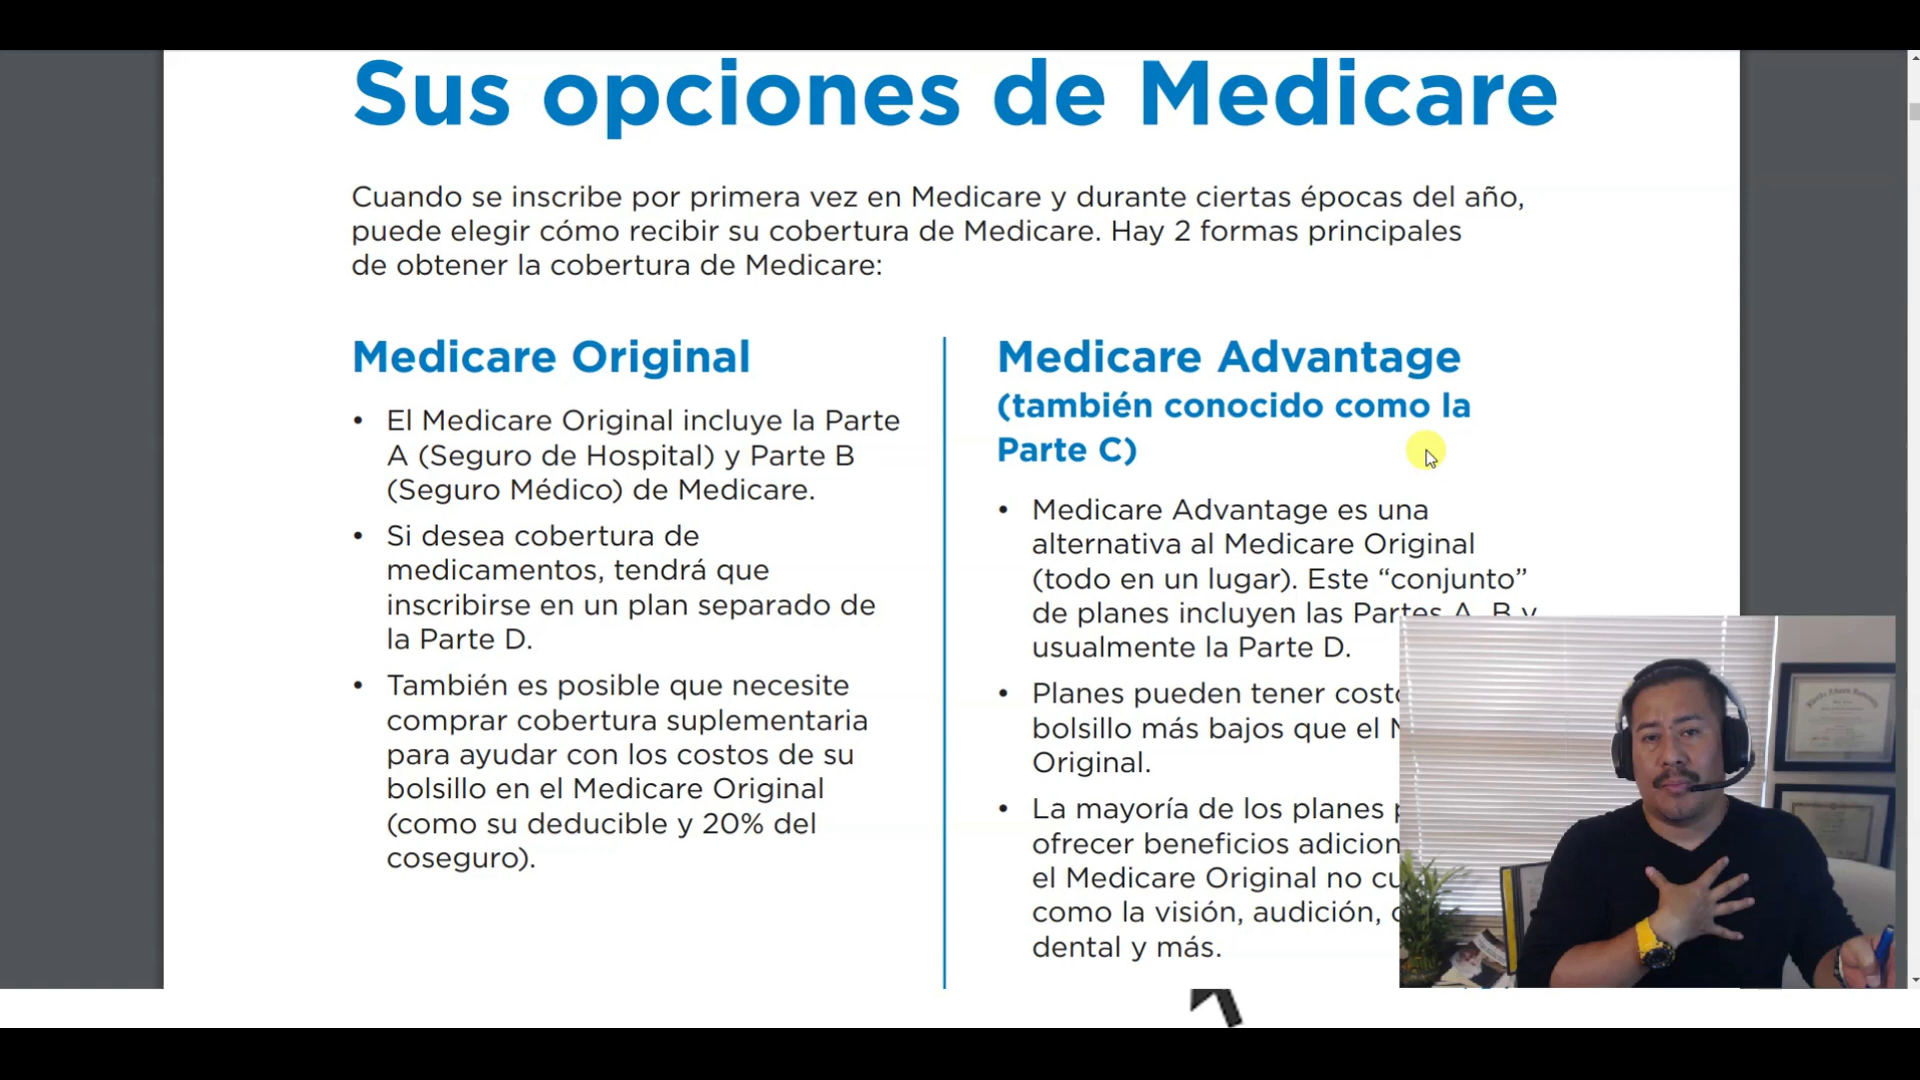 Sus opciones de Medicare
Cuando se inscribe por primera vez en Medicare y durante ciertas épocas del año,
puede elegir cómo recibir su cobertura de Medicare. Hay 2 formas principales
de obtener la cobertura de Medicare:
Medicare Original
• El Medicare Original incluye la Parte
A (Seguro de Hospital) y Parte B
(Seguro Médico) de Medicare.
• Si desea cobertura de
medicamentos, tendrá que
inscribirse en un plan separado de
la Parte D.
• También es posible que necesite
comprar cobertura suplementaria
para ayudar con los costos de su
bolsillo en el Medicare Original
(como su deducible y 20% del
coseguro).
Medicare Advantage
(también conocido como la
Parte C)
• Medicare Advantage es una
alternativa al Medicare Original
(todo en un lugar). Este “conjunto”
de planes incluyen las Partes A, B y
usualmente la Parte D.
• Planes pueden tener
bolsillo más bajos que el
Original.
• La mayoría de los planes
ofrecer beneficios
el Medicare Original no
como la visión, audición,
dental y más.